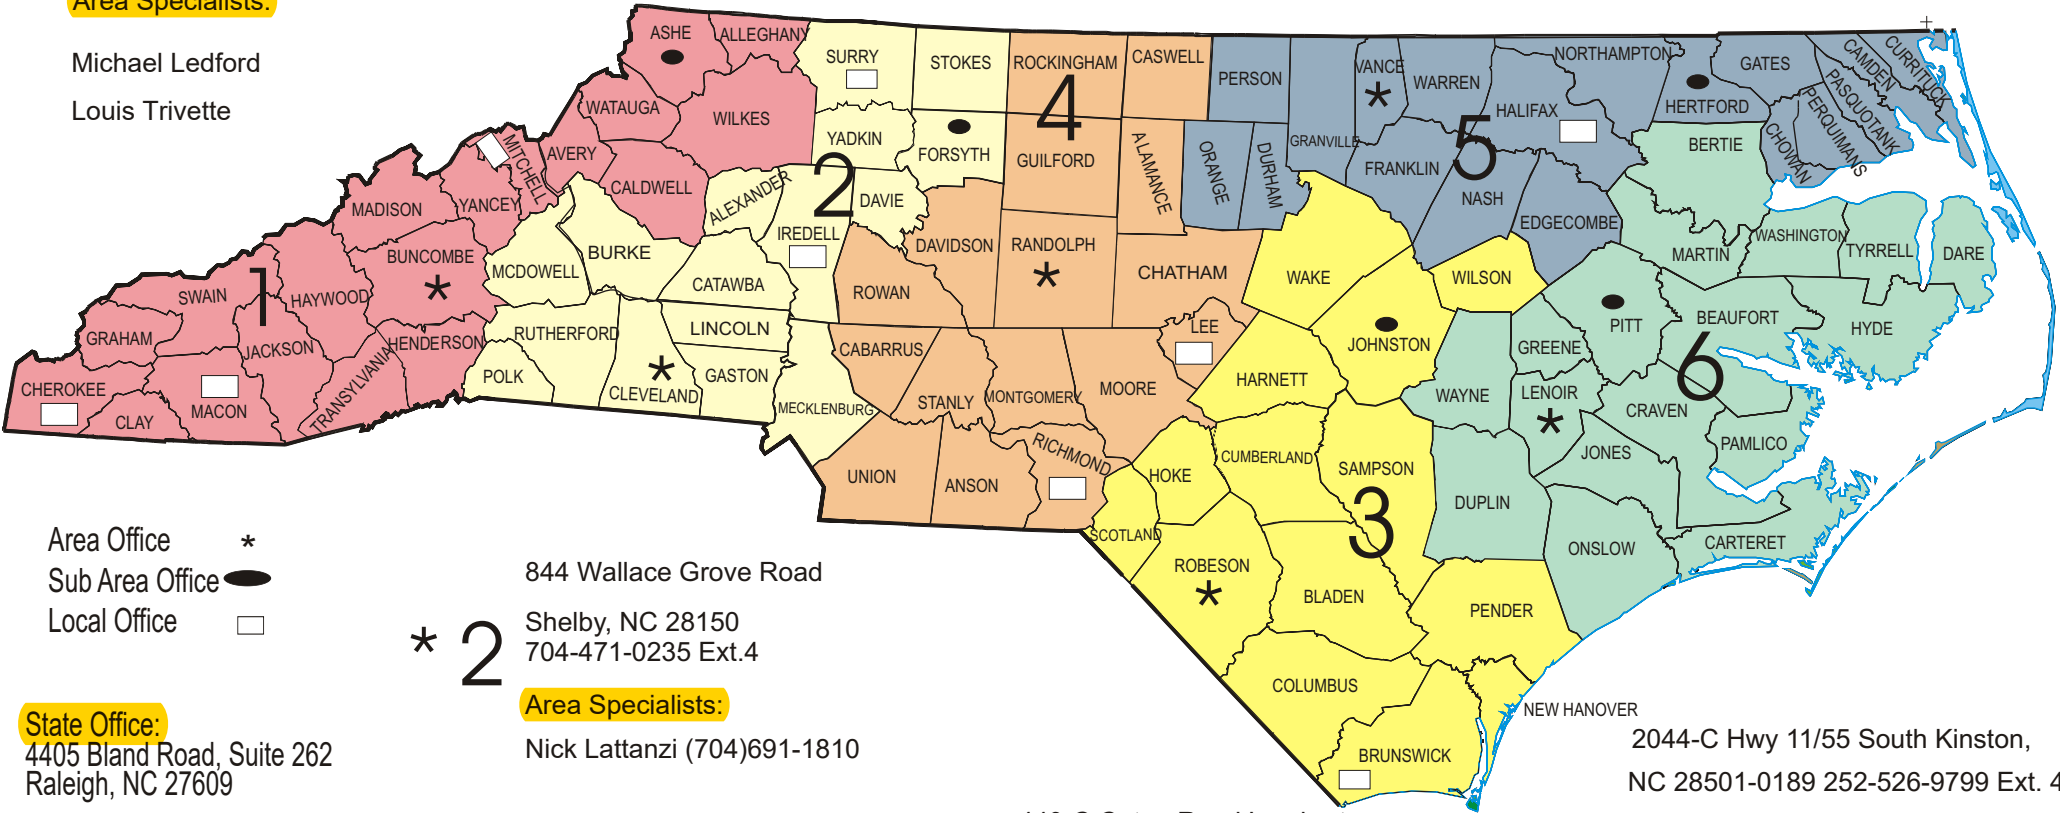 Area Specialists:
Michael Ledford
Louis Trivette
ASHE
ALLEGHANY
SURRY
STOKES
ROCKINGHAM
CASWELL
PERSON
VANCE
WARREN
NORTHAMPTON
GATES
CAMDEN
CURRITUCK
WATAUGA
WILKES
YADKIN
FORSYTH
4
GUILFORD
ALAMANCE
ORANGE
DURHAM
GRANVILLE
*
FRANKLIN
HALIFAX
5
HERTFORD
BERTIE
CHOWAN
PERQUIMANS
PASQUOTANK
MITCHELL
AVERY
CALDWELL
ALEXANDER
2
DAVIE
NASH
EDGECOMBE
MADISON
YANCEY
BUNCOMBE
*
MCDOWELL
BURKE
IREDELL
CATAWBA
DAVIDSON
RANDOLPH
*
CHATHAM
WAKE
WILSON
MARTIN
WASHINGTON
TYRRELL
DARE
1
SWAIN
HAYWOOD
ROWAN
GRAHAM
JACKSON
TRANSYLVANIA
HENDERSON
RUTHERFORD
LINCOLN
CABARRUS
LEE
JOHNSTON
GREENE
PITT
BEAUFORT
HYDE
6
CHEROKEE
CLAY
MACON
POLK
*
CLEVELAND
GASTON
MECKLENBURG
STANLY
MONTGOMERY
MOORE
HARNETT
WAYNE
LENOIR
*
CRAVEN
PAMLICO
UNION
ANSON
RICHMOND
HOKE
CUMBERLAND
SAMPSON
3
DUPLIN
JONES
SCOTLAND
ROBESON
*
BLADEN
PENDER
ONSLOW
CARTERET
COLUMBUS
BRUNSWICK
NEW HANOVER
Area Office *
Sub Area Office
Local Office
State Office:
4405 Bland Road, Suite 262
Raleigh, NC 27609
* 2
844 Wallace Grove Road
Shelby, NC 28150
704-471-0235 Ext.4
Area Specialists:
Nick Lattanzi (704)691-1810
2044-C Hwy 11/55 South Kinston,
NC 28501-0189 252-526-9799 Ext. 4